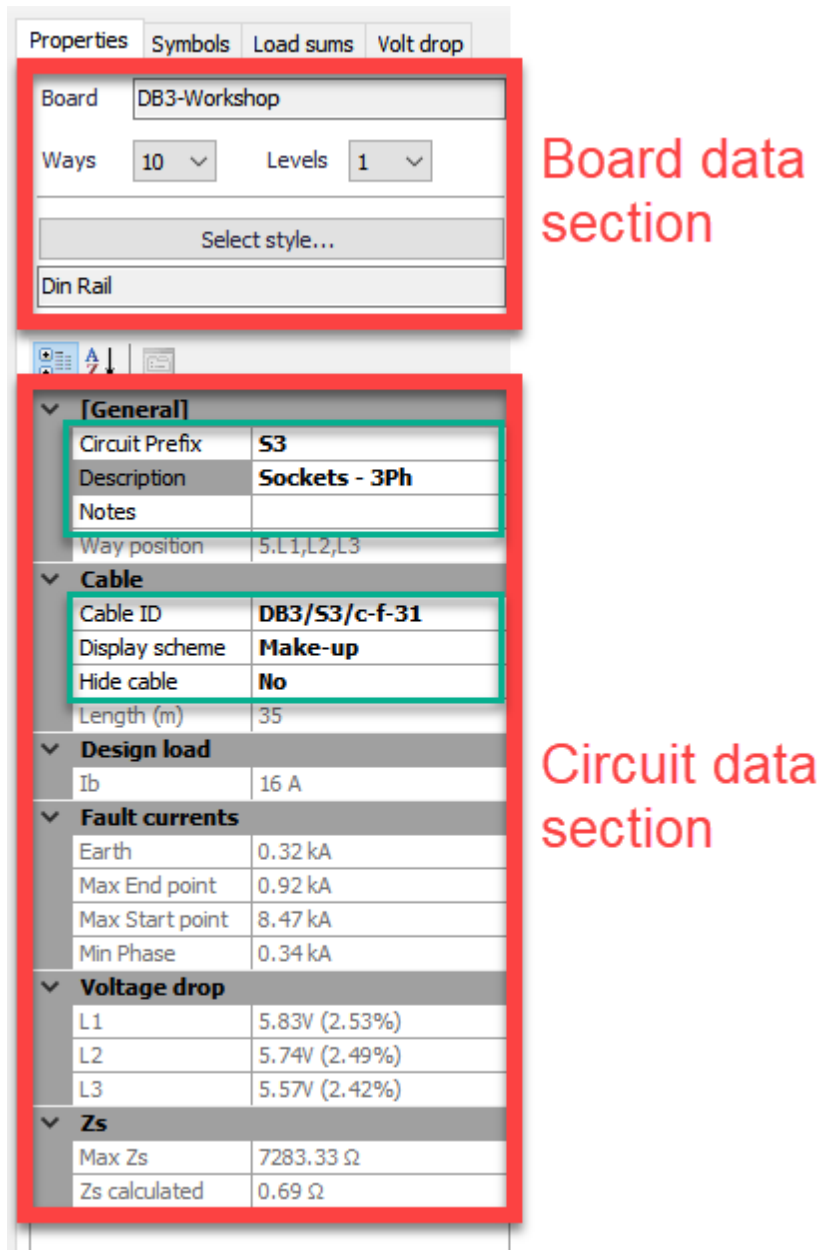 Properties Symbols Load sums Volt drop
Board DB3-Workshop
Ways 10 Levels 1
Select style...
Din Rail
Board data
section
[General]
Circuit Prefix S3
Description Sockets - 3Ph
Notes
Way position 5.L1,L2,L3
Cable
Cable ID DB3/S3/c-f-31
Display scheme Make-up
Hide cable No
Length (m) 35
Design load
Ib 16 A
Fault currents
Earth 0.32 kA
Max End point 0.92 kA
Max Start point 8.47 kA
Min Phase 0.34 kA
Voltage drop
L1 5.83V (2.53%)
L2 5.74V (2.49%)
L3 5.57V (2.42%)
Zs
Max Zs 7283.33 Ω
Zs calculated 0.69 Ω
Circuit data
section